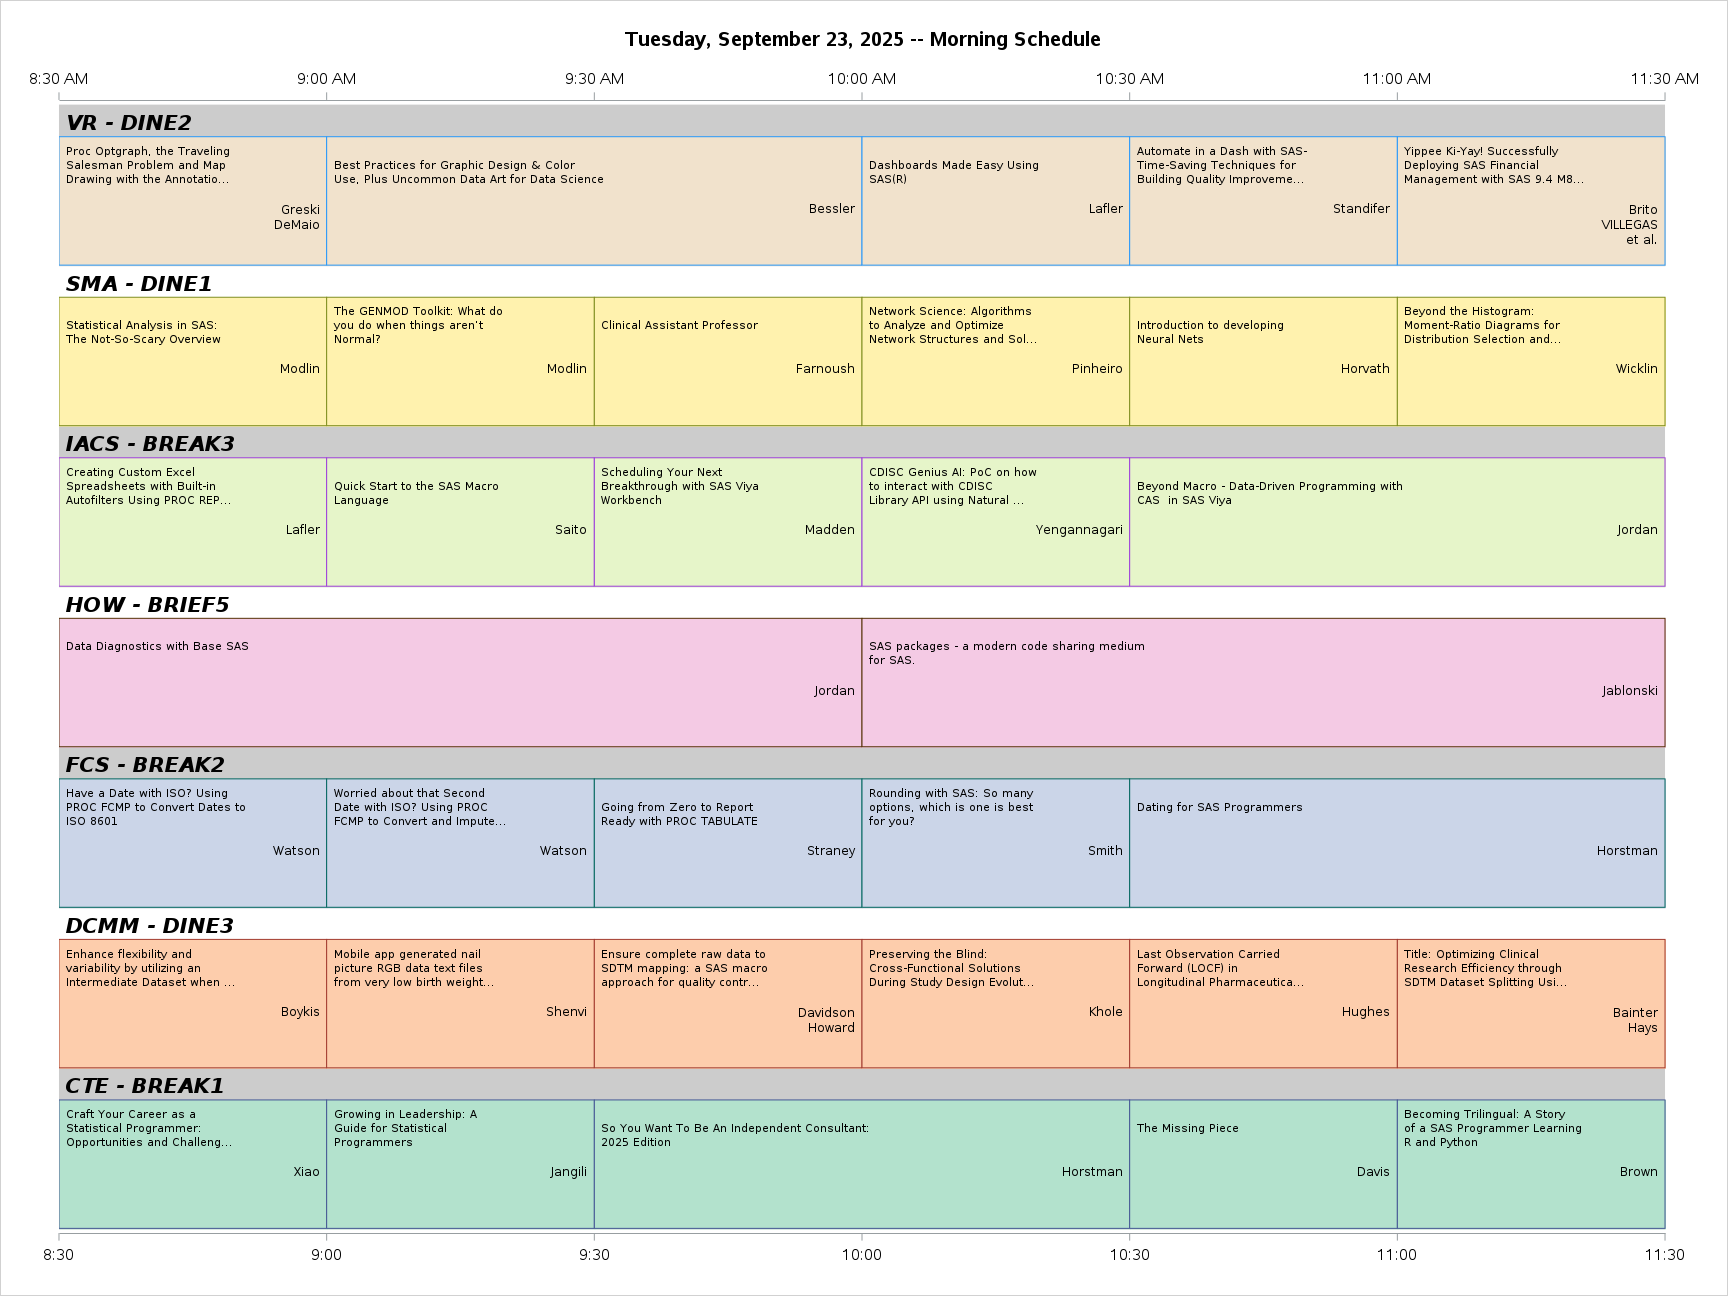 Tuesday, September 23, 2025 -- Morning Schedule
8:30 AM
9:00 AM
9:30 AM
10:00 AM
10:30 AM
11:00 AM
11:30 AM
VR - DINE2
Proc Optgraph, the Traveling
Salesman Problem and Map
Drawing with the Annotatio...
Greski
DeMaio
Best Practices for Graphic Design & Color
Use, Plus Uncommon Data Art for Data Science
Bessler
Dashboards Made Easy Using
SAS(R)
Lafler
Automate in a Dash with SAS-
Time-Saving Techniques for
Building Quality Improveme...
Standifer
Yippee Ki-Yay! Successfully
Deploying SAS Financial
Management with SAS 9.4 M8...
Brito
VILLEGAS
et al.
SMA - DINE1
Statistical Analysis in SAS:
The Not-So-Scary Overview
Modlin
The GENMOD Toolkit: What do
you do when things aren't
Normal?
Modlin
Clinical Assistant Professor
Farnoush
Network Science: Algorithms
to Analyze and Optimize
Network Structures and Sol...
Pinheiro
Introduction to developing
Neural Nets
Horvath
Beyond the Histogram:
Moment-Ratio Diagrams for
Distribution Selection and...
Wicklin
IACS - BREAK3
Creating Custom Excel
Spreadsheets with Built-in
Autofilters Using PROC REP...
Lafler
Quick Start to the SAS Macro
Language
Saito
Scheduling Your Next
Breakthrough with SAS Viya
Workbench
Madden
CDISC Genius AI: PoC on how
to interact with CDISC
Library API using Natural ...
Yengannagari
Beyond Macro - Data-Driven Programming with
CAS  in SAS Viya
Jordan
HOW - BRIEF5
Data Diagnostics with Base SAS
Jordan
SAS packages - a modern code sharing medium
for SAS.
Jablonski
FCS - BREAK2
Have a Date with ISO? Using
PROC FCMP to Convert Dates to
ISO 8601
Watson
Worried about that Second
Date with ISO? Using PROC
FCMP to Convert and Impute...
Watson
Going from Zero to Report
Ready with PROC TABULATE
Straney
Rounding with SAS: So many
options, which is one is best
for you?
Smith
Dating for SAS Programmers
Horstman
DCMM - DINE3
Enhance flexibility and
variability by utilizing an
Intermediate Dataset when ...
Boykis
Mobile app generated nail
picture RGB data text files
from very low birth weight...
Shenvi
Ensure complete raw data to
SDTM mapping: a SAS macro
approach for quality contr...
Davidson
Howard
Preserving the Blind:
Cross-Functional Solutions
During Study Design Evolut...
Khole
Last Observation Carried
Forward (LOCF) in
Longitudinal Pharmaceutica...
Hughes
Title: Optimizing Clinical
Research Efficiency through
SDTM Dataset Splitting Usi...
Bainter
Hays
CTE - BREAK1
Craft Your Career as a
Statistical Programmer:
Opportunities and Challeng...
Xiao
Growing in Leadership: A
Guide for Statistical
Programmers
Jangili
So You Want To Be An Independent Consultant:
2025 Edition
Horstman
The Missing Piece
Davis
Becoming Trilingual: A Story
of a SAS Programmer Learning
R and Python
Brown
8:30
9:00
9:30
10:00
10:30
11:00
11:30